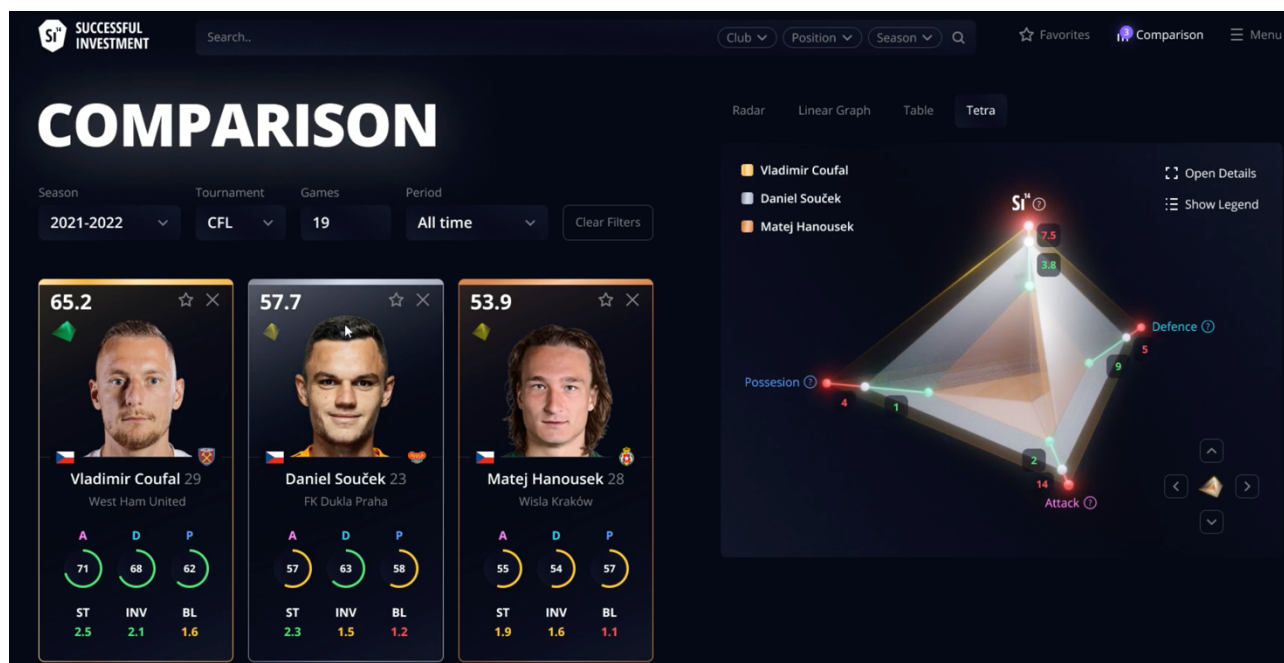 Si¹⁴ SUCCESSFUL
INVESTMENT
Search..
Club Position Season
Favorites 3 Comparison Menu
COMPARISON
Radar Linear Graph Table Tetra
Season Tournament Games Period
2021-2022 CFL 19 All time Clear Filters
65.2
Vladimir Coufal 29
West Ham United
A D P
71 68 62
ST INV BL
2.5 2.1 1.6
57.7
Daniel Souček 23
FK Dukla Praha
A D P
57 63 58
ST INV BL
2.3 1.5 1.2
53.9
Matej Hanousek 28
Wisla Kraków
A D P
55 54 57
ST INV BL
1.9 1.6 1.1
Vladimir Coufal
Daniel Souček
Matej Hanousek
Open Details
Show Legend
Si¹⁴ ?
7.5
3.8
Defence ?
5
9
Possesion ?
4
1
2
14
Attack ?